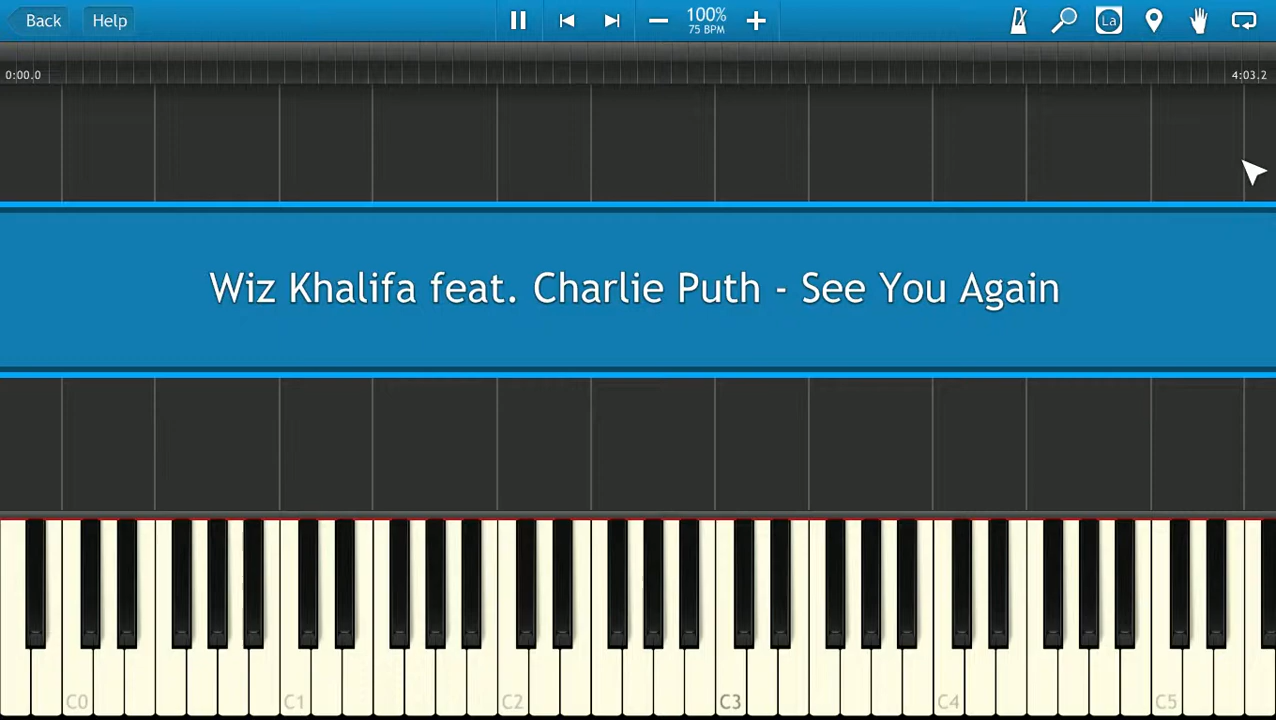 Back
Help
100%
75 BPM
La
0:00.0
4:03.2
Wiz Khalifa feat. Charlie Puth - See You Again
C0
C1
C2
C3
C4
C5